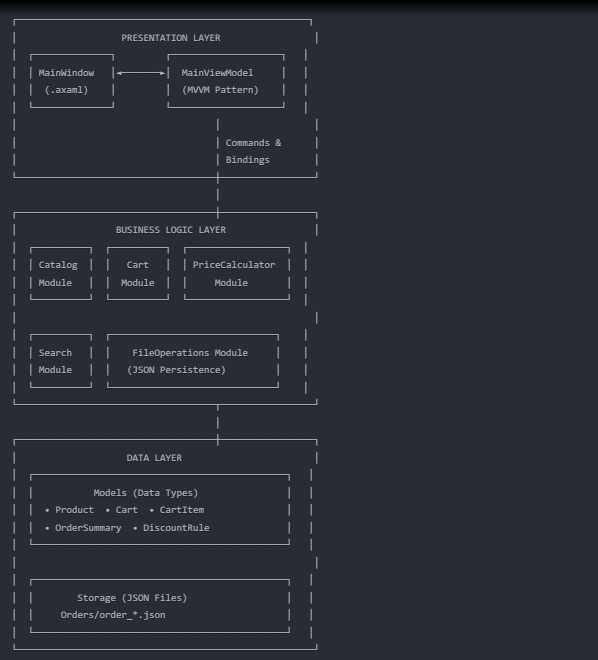 PRESENTATION LAYER
MainWindow MainViewModel
(.axaml) (MVVM Pattern)
Commands &
Bindings
BUSINESS LOGIC LAYER
Catalog Cart PriceCalculator
Module Module Module
Search FileOperations Module
Module (JSON Persistence)
DATA LAYER
Models (Data Types)
• Product • Cart • CartItem
• OrderSummary • DiscountRule
Storage (JSON Files)
Orders/order_*.json